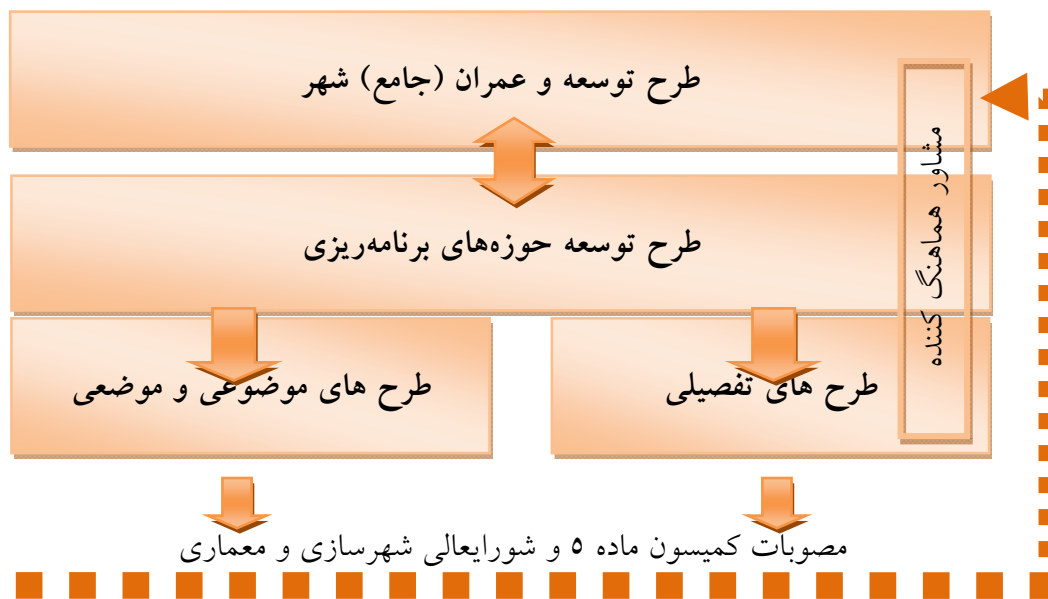 طرح توسعه و عمران (جامع) شهر
مشاور هماهنگ کننده
طرح توسعه حوزه‌های برنامه‌ریزی
طرح های تفصیلی
طرح های موضوعی و موضعی
مصوبات کمیسون ماده ۵ و شورایعالی شهرسازی و معماری